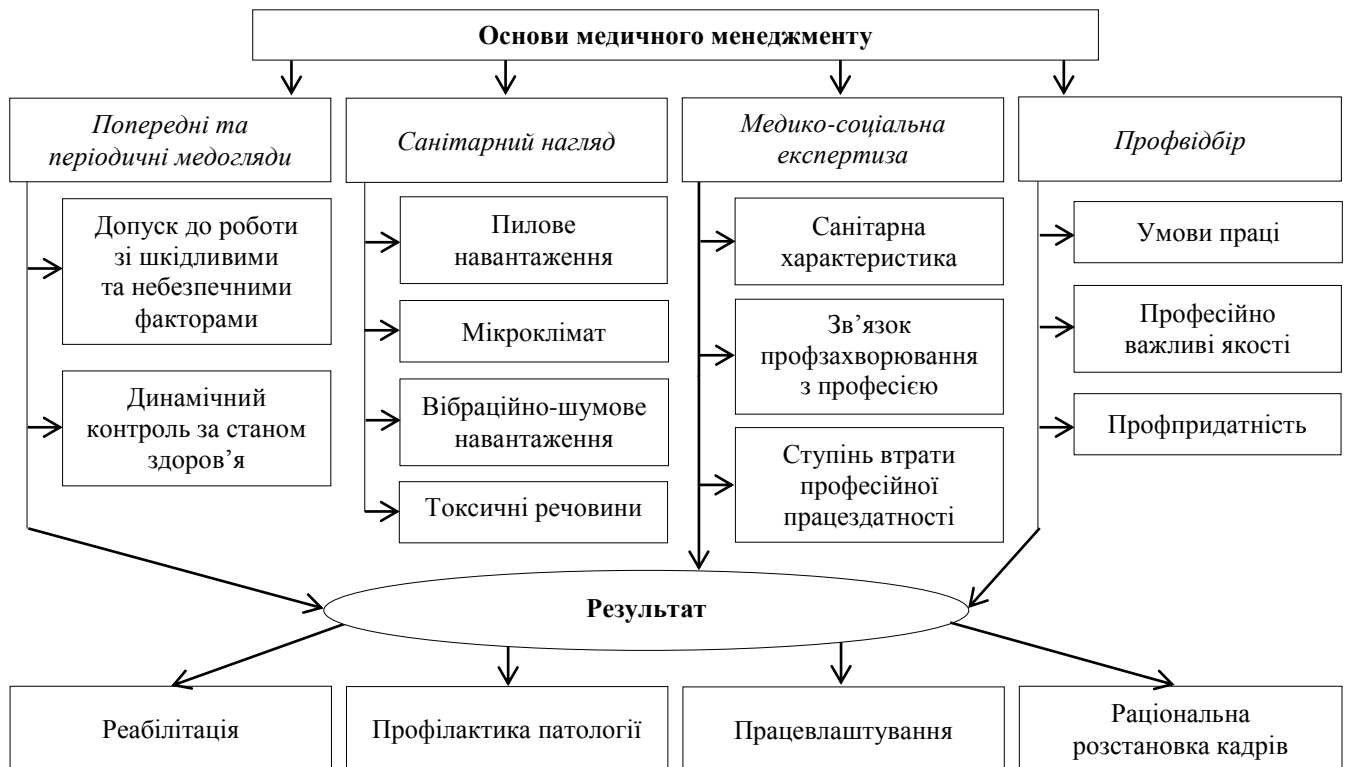 Основи медичного менеджменту
Попередні та
періодичні медогляди
Санітарний нагляд
Медико-соціальна
експертиза
Профвідбір
Допуск до роботи
зі шкідливими
та небезпечними
факторами
Динамічний
контроль за станом
здоров’я
Пилове
навантаження
Мікроклімат
Вібраційно-шумове
навантаження
Токсичні речовини
Санітарна
характеристика
Зв’язок
профзахворювання
з професією
Ступінь втрати
професійної
працездатності
Умови праці
Професійно
важливі якості
Профпридатність
Результат
Реабілітація
Профілактика патології
Працевлаштування
Раціональна
розстановка кадрів